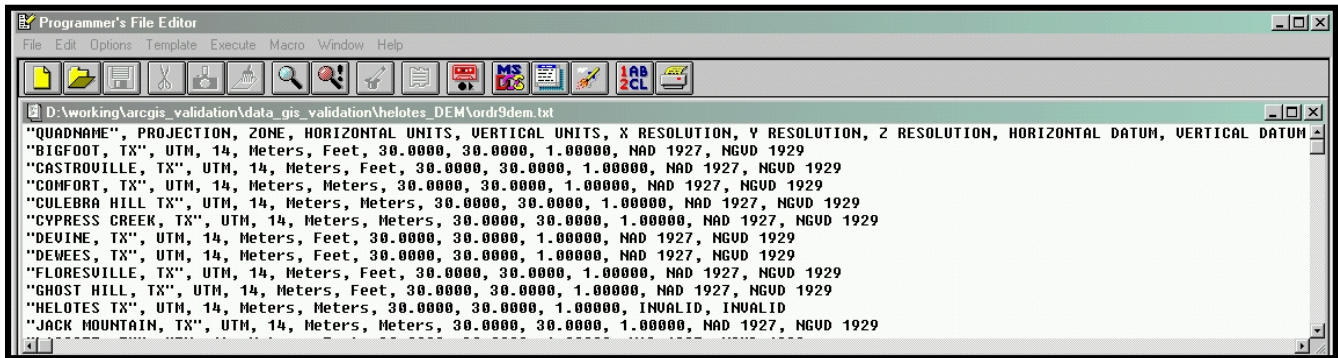 Programmer's File Editor
File Edit Options Template Execute Macro Window Help
MS DOS 1AB 2CL
D:\working\arcgis_validation\data_gis_validation\helotes_DEM\ordr9dem.txt
"QUADNAME", PROJECTION, ZONE, HORIZONTAL UNITS, VERTICAL UNITS, X RESOLUTION, Y RESOLUTION, Z RESOLUTION, HORIZONTAL DATUM, VERTICAL DATUM
"BIGFOOT, TX", UTM, 14, Meters, Feet, 30.0000, 30.0000, 1.00000, NAD 1927, NGVD 1929
"CASTROVILLE, TX", UTM, 14, Meters, Feet, 30.0000, 30.0000, 1.00000, NAD 1927, NGVD 1929
"COMFORT, TX", UTM, 14, Meters, Meters, 30.0000, 30.0000, 1.00000, NAD 1927, NGVD 1929
"CULEBRA HILL TX", UTM, 14, Meters, Meters, 30.0000, 30.0000, 1.00000, NAD 1927, NGVD 1929
"CYPRESS CREEK, TX", UTM, 14, Meters, Meters, 30.0000, 30.0000, 1.00000, NAD 1927, NGVD 1929
"DEVINE, TX", UTM, 14, Meters, Feet, 30.0000, 30.0000, 1.00000, NAD 1927, NGVD 1929
"DEWEES, TX", UTM, 14, Meters, Feet, 30.0000, 30.0000, 1.00000, NAD 1927, NGVD 1929
"FLORESVILLE, TX", UTM, 14, Meters, Feet, 30.0000, 30.0000, 1.00000, NAD 1927, NGVD 1929
"GHOST HILL, TX", UTM, 14, Meters, Feet, 30.0000, 30.0000, 1.00000, NAD 1927, NGVD 1929
"HELOTES TX", UTM, 14, Meters, Meters, 30.0000, 30.0000, 1.00000, INVALID, INVALID
"JACK MOUNTAIN, TX", UTM, 14, Meters, Meters, 30.0000, 30.0000, 1.00000, NAD 1927, NGVD 1929